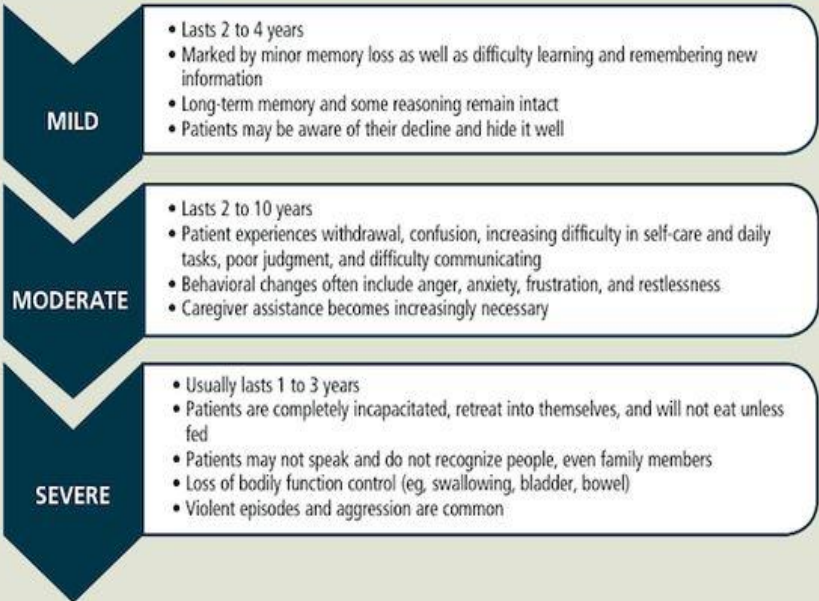 MILD
• Lasts 2 to 4 years
• Marked by minor memory loss as well as difficulty learning and remembering new
information
• Long-term memory and some reasoning remain intact
• Patients may be aware of their decline and hide it well
MODERATE
• Lasts 2 to 10 years
• Patient experiences withdrawal, confusion, increasing difficulty in self-care and daily
tasks, poor judgment, and difficulty communicating
• Behavioral changes often include anger, anxiety, frustration, and restlessness
• Caregiver assistance becomes increasingly necessary
SEVERE
• Usually lasts 1 to 3 years
• Patients are completely incapacitated, retreat into themselves, and will not eat unless
fed
• Patients may not speak and do not recognize people, even family members
• Loss of bodily function control (eg, swallowing, bladder, bowel)
• Violent episodes and aggression are common